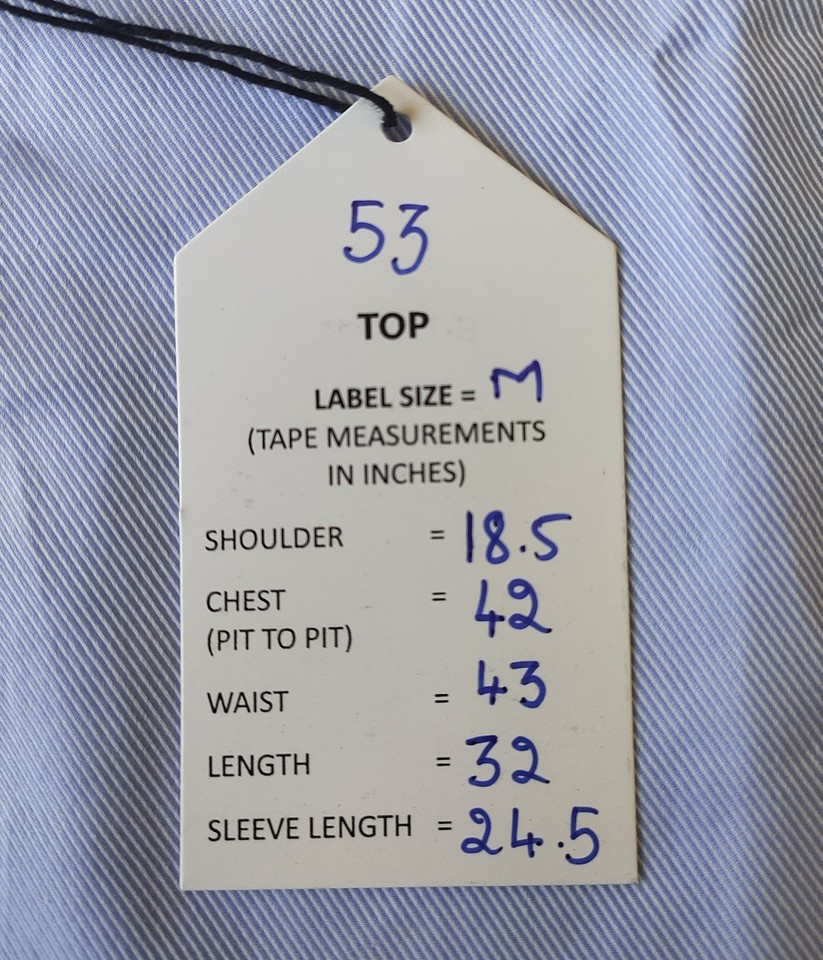 53
TOP
LABEL SIZE = M
(TAPE MEASUREMENTS
IN INCHES)
SHOULDER = 18.5
CHEST = 42
(PIT TO PIT)
WAIST = 43
LENGTH = 32
SLEEVE LENGTH = 24.5